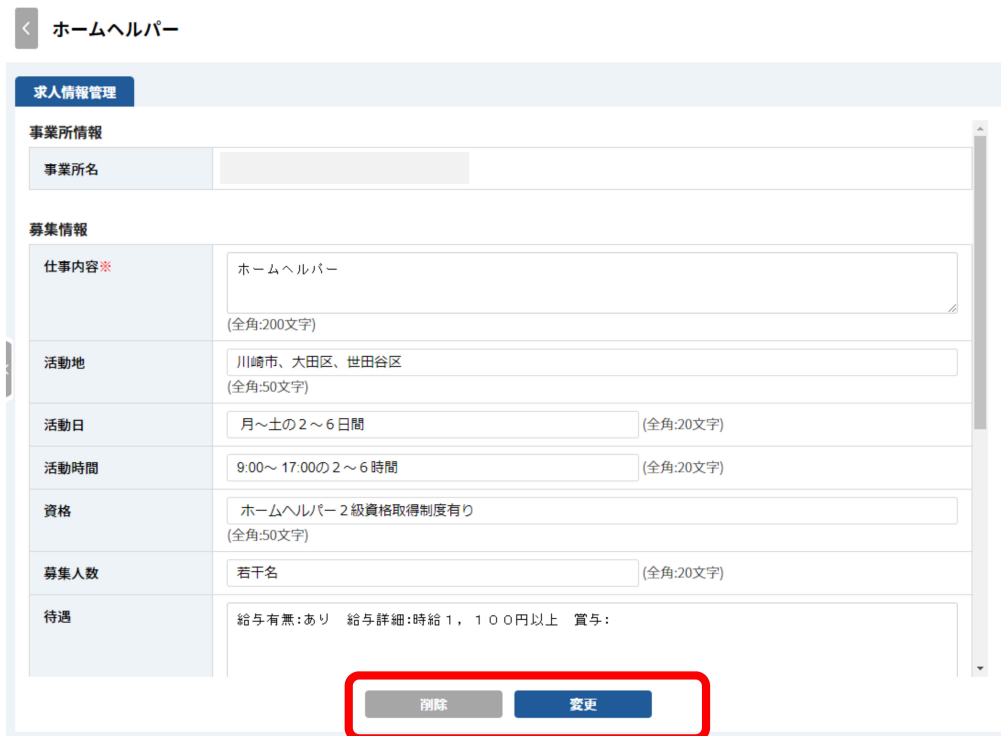 ホームヘルパー
求人情報管理
事業所情報
事業所名
募集情報
仕事内容※
ホームヘルパー
(全角:200文字)
活動地
川崎市、大田区、世田谷区
(全角:50文字)
活動日
月～土の２～６日間
(全角:20文字)
活動時間
9:00～ 17:00の２～６時間
(全角:20文字)
資格
ホームヘルパー２級資格取得制度有り
(全角:50文字)
募集人数
若干名
(全角:20文字)
待遇
給与有無:あり　給与詳細:時給１，１００円以上　賞与:
削除
変更